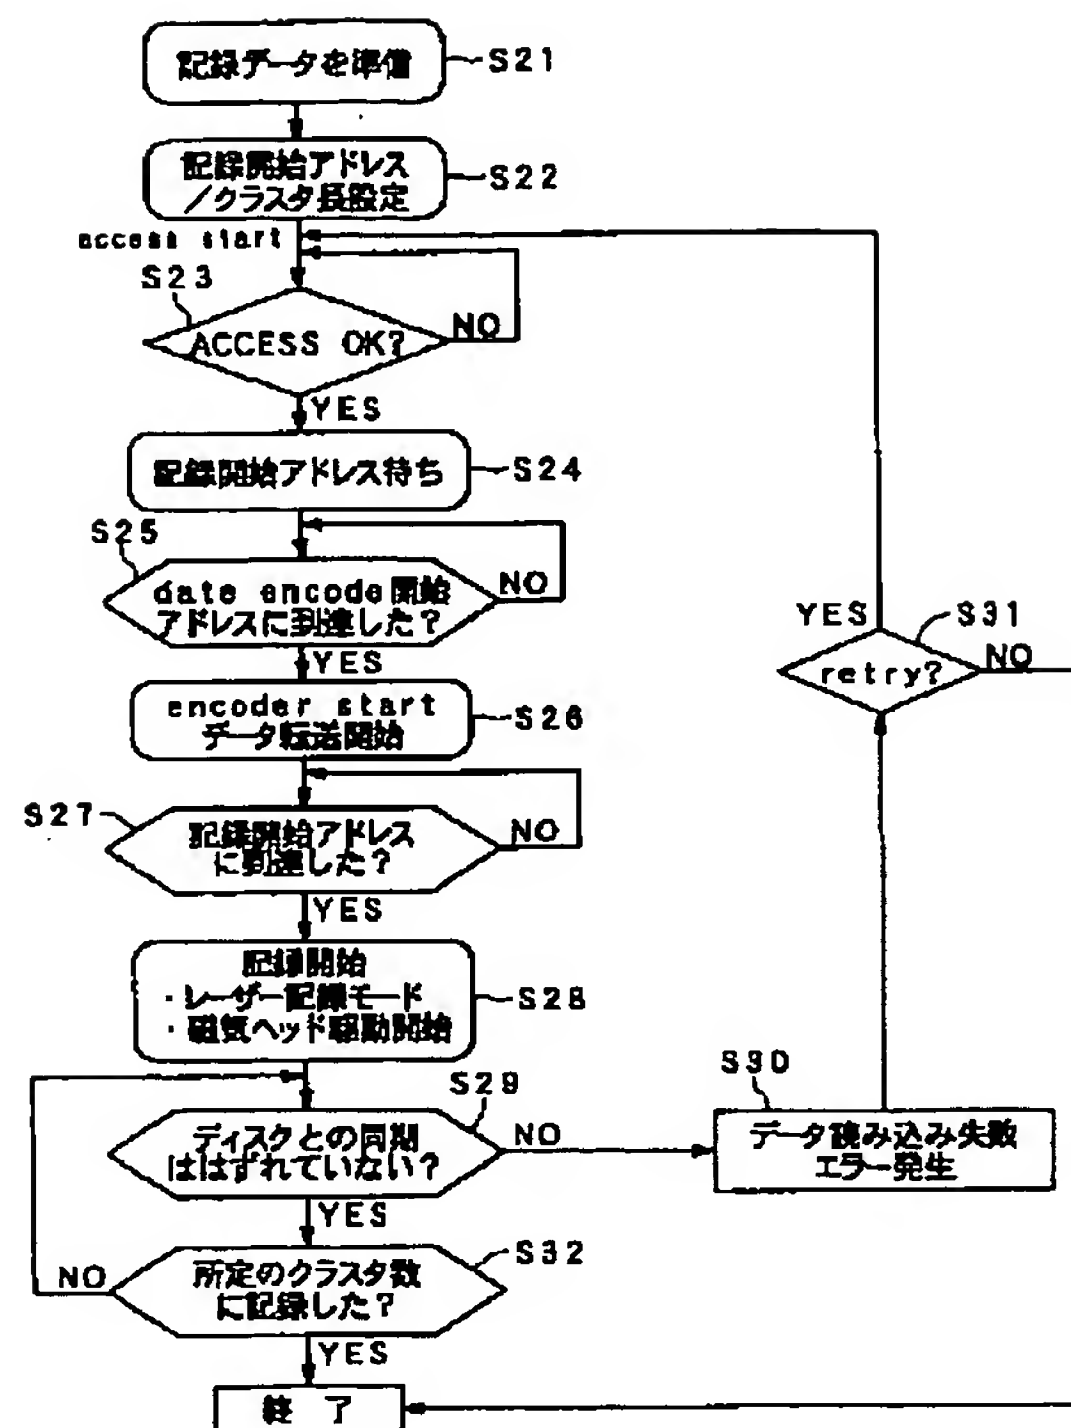 記録データを準備
S21
記録開始アドレス
/クラスタ長設定
S22
access start
S23
ACCESS OK?
NO
YES
記録開始アドレス待ち
S24
S25
date encode開始
アドレスに到達した?
NO
YES
encoder start
データ転送開始
S26
S27
記録開始アドレス
に到達した?
NO
YES
記録開始
・レーザー記録モード
・磁気ヘッド駆動開始
S28
S29
ディスクとの同期
ははずれていない?
NO
YES
S30
データ読み込み失敗
エラー発生
YES
S31
retry?
NO
S32
所定のクラスタ数
に記録した?
NO
YES
終 了